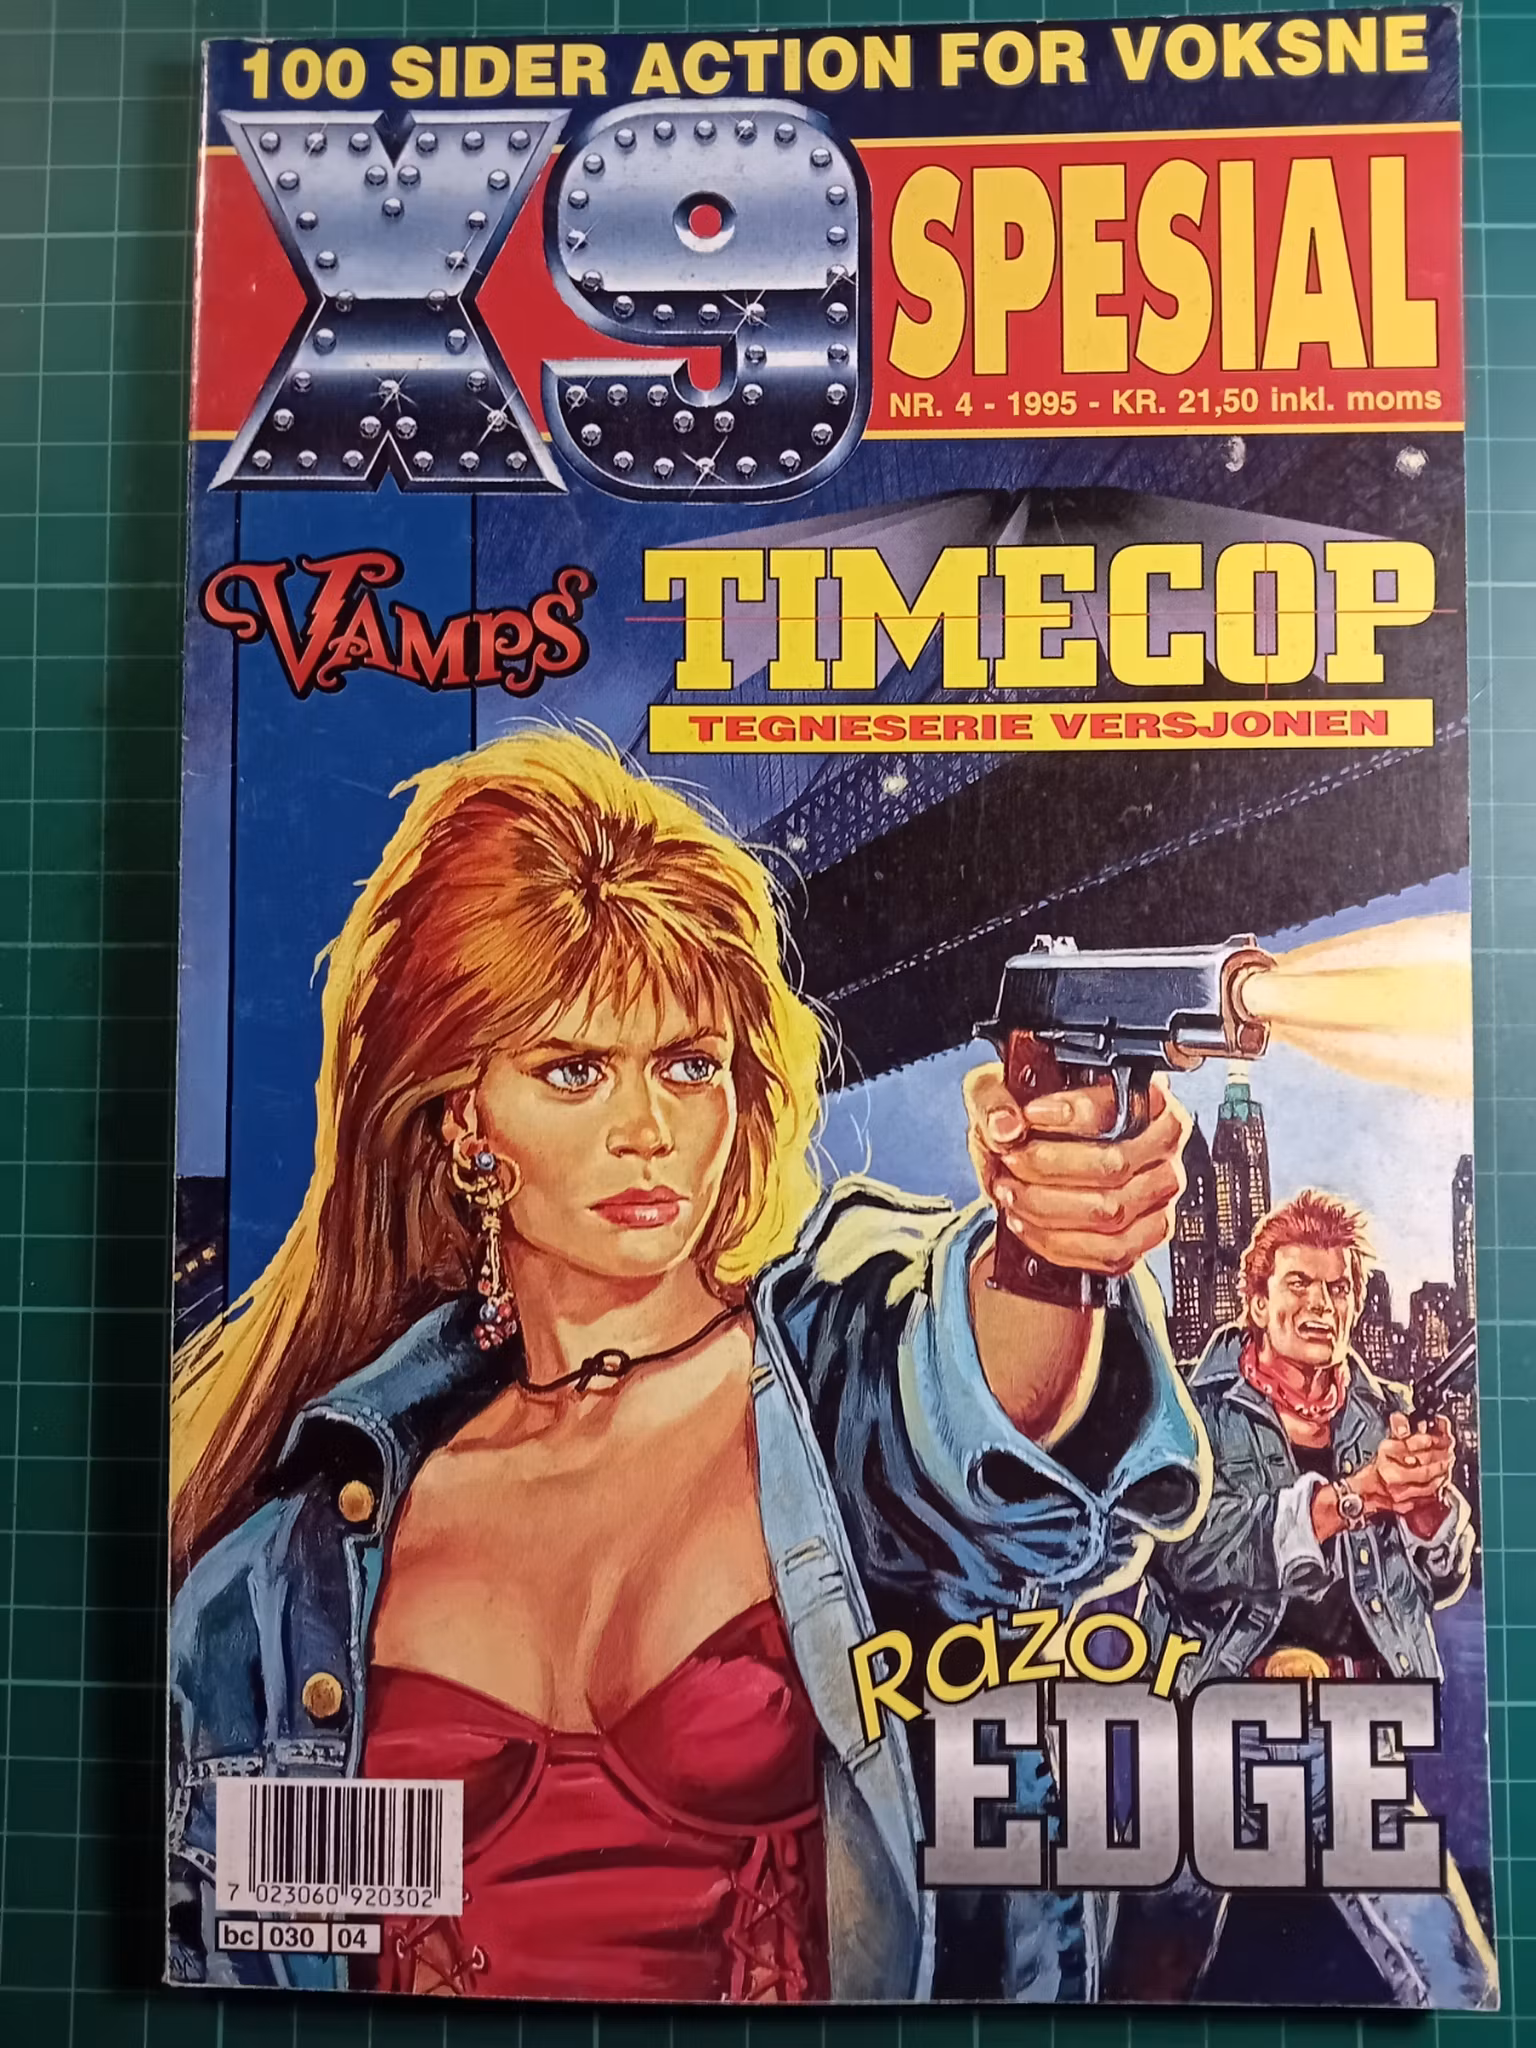 100 SIDER ACTION FOR VOKSNE
X9 SPESIAL
NR. 4 - 1995 - KR. 21,50 inkl. moms
VAMPS
TIMECOP
TEGNESERIE VERSJONEN
Razor
EDGE
7 023060 920302
bc 030 04